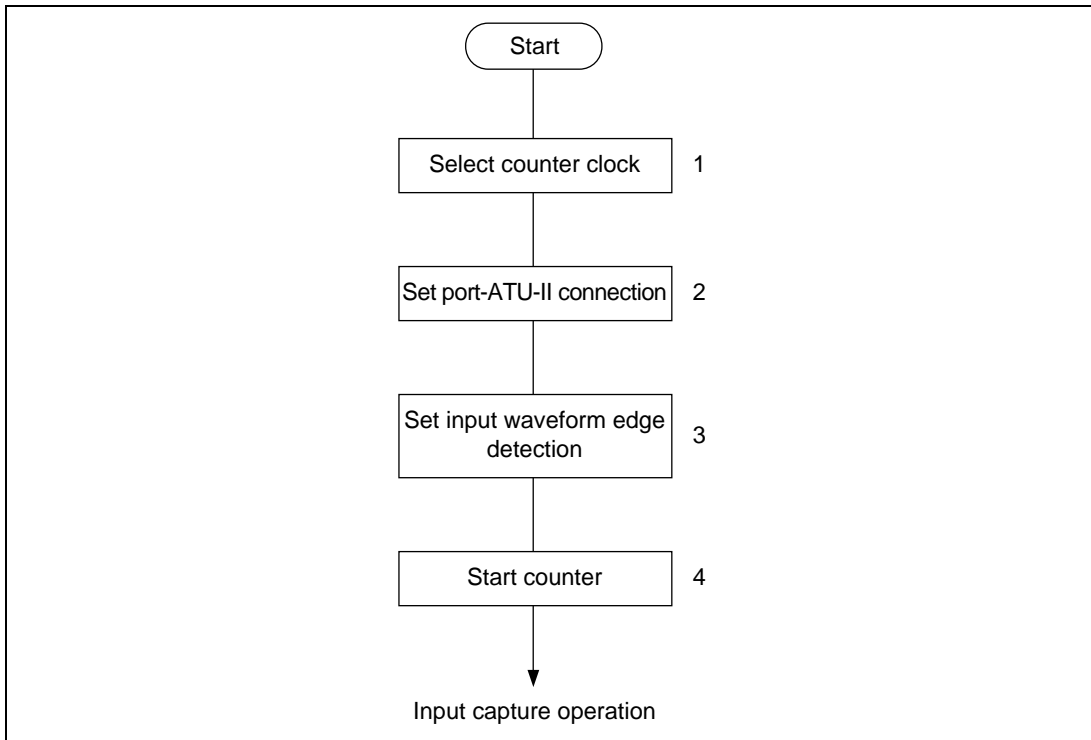 Start
Select counter clock 1
Set port-ATU-II connection 2
Set input waveform edge
detection 3
Start counter 4
Input capture operation